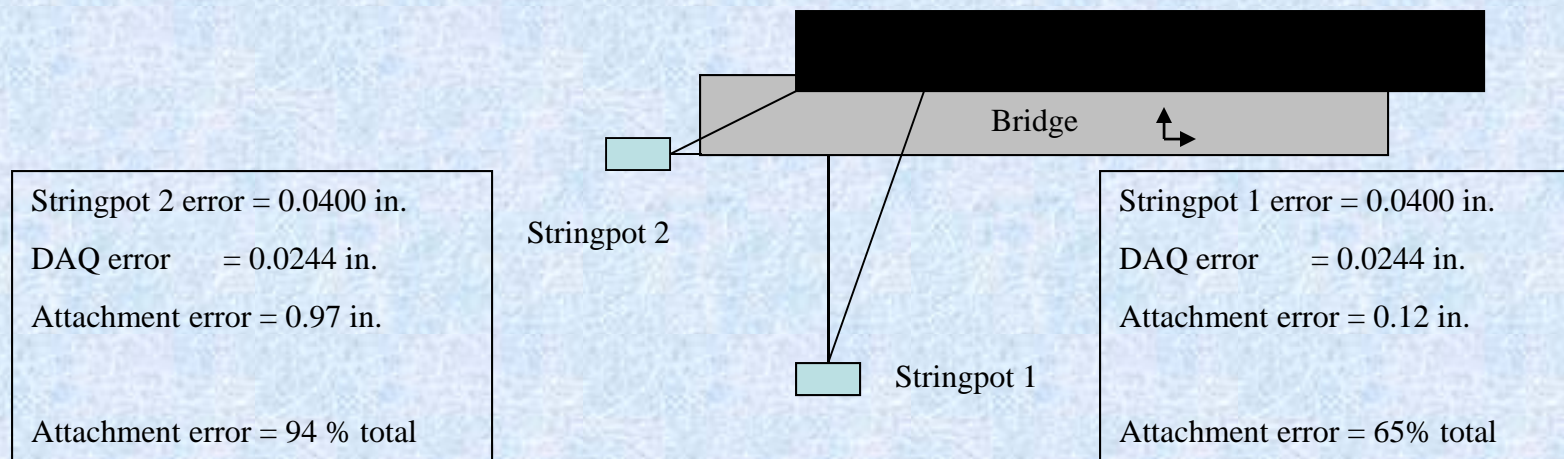 Bridge
Stringpot 2 error = 0.0400 in.
DAQ error = 0.0244 in.
Attachment error = 0.97 in.
Attachment error = 94 % total
Stringpot 2
Stringpot 1
Stringpot 1 error = 0.0400 in.
DAQ error = 0.0244 in.
Attachment error = 0.12 in.
Attachment error = 65% total